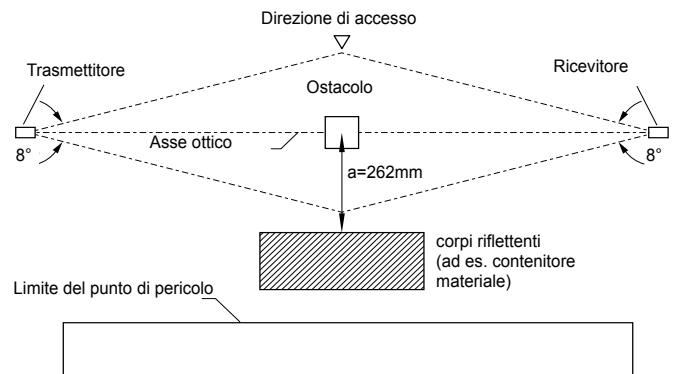 Direzione di accesso
Trasmettitore
Ricevitore
Ostacolo
Asse ottico
8°
8°
a=262mm
corpi riflettenti
(ad es. contenitore
materiale)
Limite del punto di pericolo